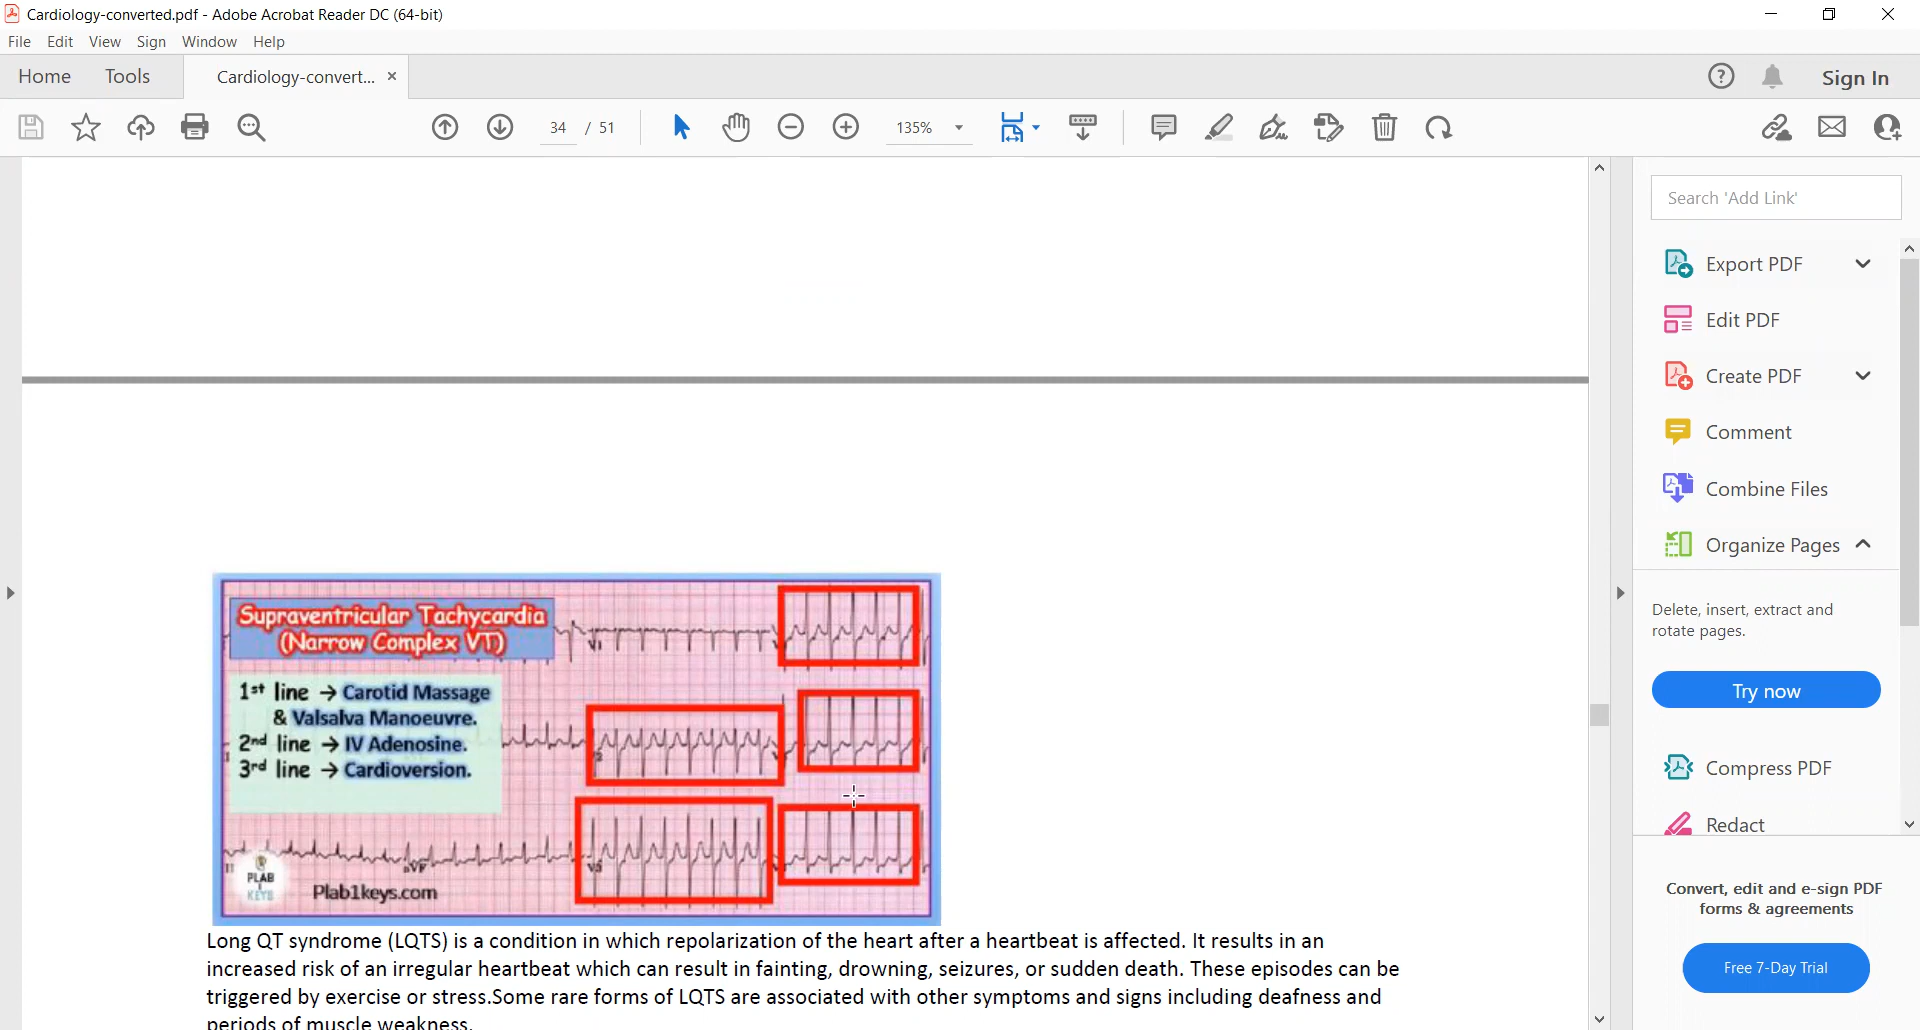 Cardiology-converted.pdf - Adobe Acrobat Reader DC (64-bit)
File Edit View Sign Window Help
Home Tools Cardiology-convert... ×
Sign In
34 / 51
135%
Search 'Add Link'
Export PDF
Edit PDF
Create PDF
Comment
Combine Files
Organize Pages
Delete, insert, extract and
rotate pages.
Try now
Compress PDF
Redact
Convert, edit and e-sign PDF
forms & agreements
Free 7-Day Trial
Supraventricular Tachycardia
(Narrow Complex VT)
1st line → Carotid Massage
& Valsalva Manoeuvre.
2nd line → IV Adenosine.
3rd line → Cardioversion.
V1
aVF
II
PLAB
1
KEYS
Plab1keys.com
Long QT syndrome (LQTS) is a condition in which repolarization of the heart after a heartbeat is affected. It results in an
increased risk of an irregular heartbeat which can result in fainting, drowning, seizures, or sudden death. These episodes can be
triggered by exercise or stress.Some rare forms of LQTS are associated with other symptoms and signs including deafness and
periods of muscle weakness.